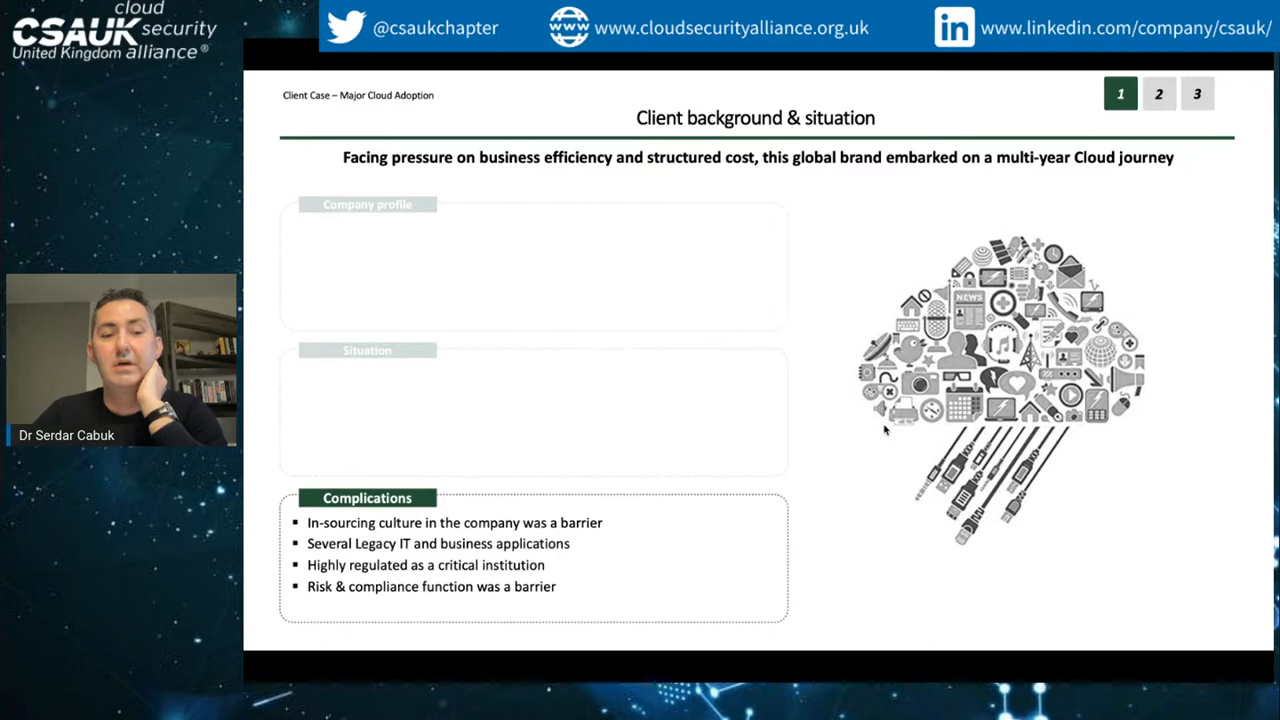 cloud
CSAUK security
United Kingdom alliance®
@csaukchapter
www.cloudsecurityalliance.org.uk
in
www.linkedin.com/company/csauk/
Client Case – Major Cloud Adoption
1 2 3
Client background & situation
Facing pressure on business efficiency and structured cost, this global brand embarked on a multi-year Cloud journey
Company profile
Situation
Complications
▪ In-sourcing culture in the company was a barrier
▪ Several Legacy IT and business applications
▪ Highly regulated as a critical institution
▪ Risk & compliance function was a barrier
NEWS
Dr Serdar Cabuk